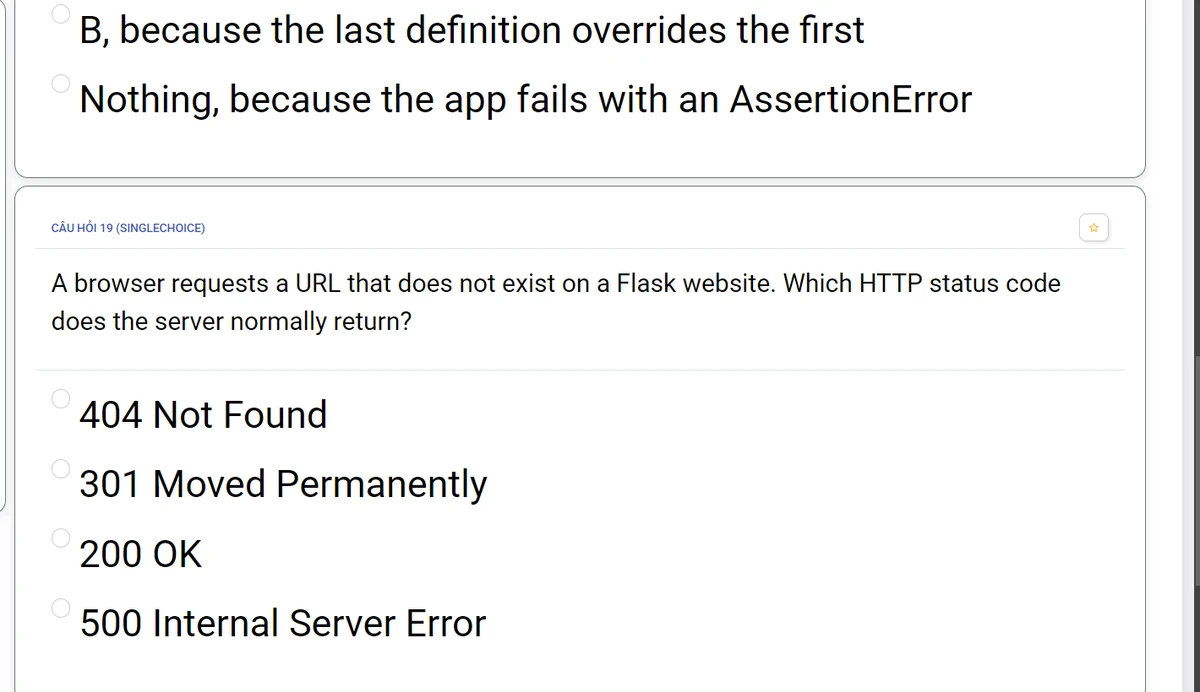 B, because the last definition overrides the first
Nothing, because the app fails with an AssertionError
CÂU HỎI 19 (SINGLECHOICE)
A browser requests a URL that does not exist on a Flask website. Which HTTP status code
does the server normally return?
404 Not Found
301 Moved Permanently
200 OK
500 Internal Server Error